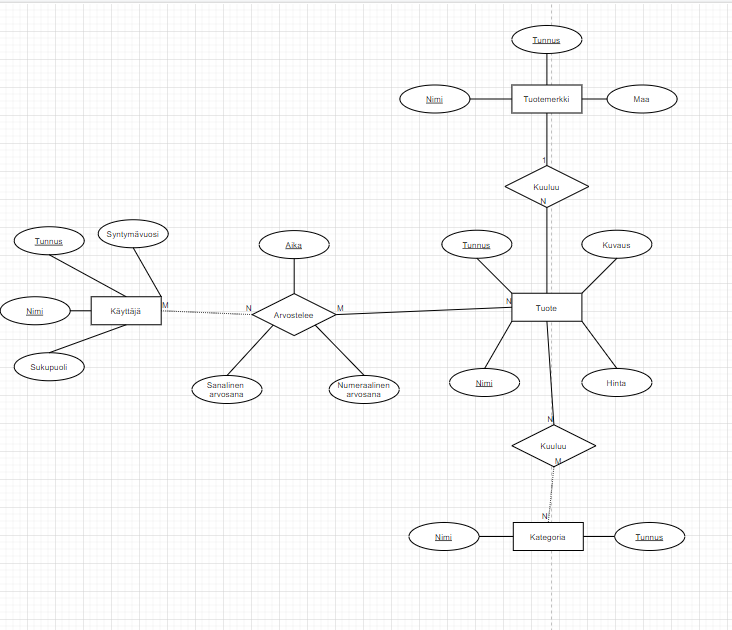 Tunnus
Nimi
Tuotemerkki
Maa
1
Kuuluu
N
Tunnus
Syntymävuosi
Aika
Tunnus
Kuvaus
Nimi
Käyttäjä
M
N
Arvostelee
M
N
Tuote
Sukupuoli
Sanalinen
arvosana
Numeraalinen
arvosana
Nimi
Hinta
N
Kuuluu
M
N
Nimi
Kategoria
Tunnus